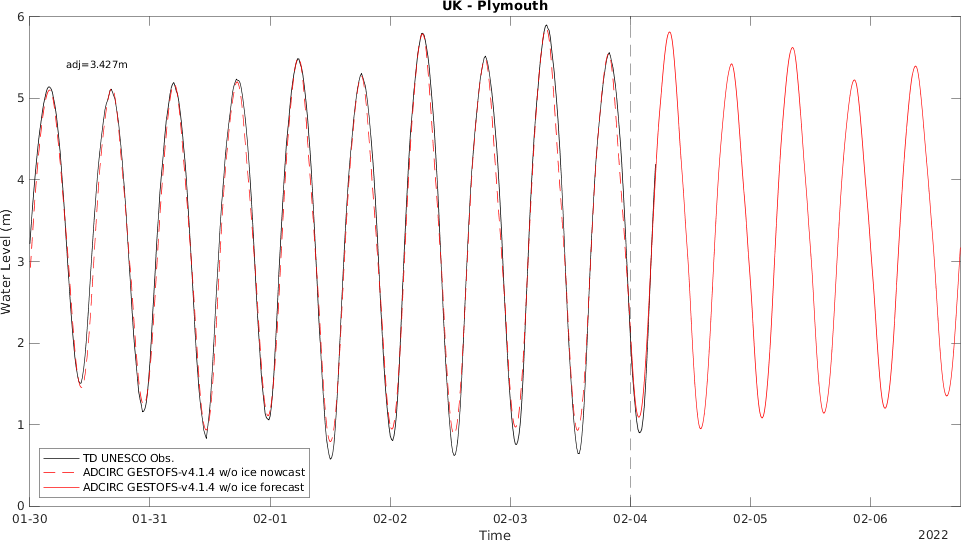 UK - Plymouth
adj=3.427m
6
5
4
3
2
1
0
Water Level (m)
TD UNESCO Obs.
ADCIRC GESTOFS-v4.1.4 w/o ice nowcast
ADCIRC GESTOFS-v4.1.4 w/o ice forecast
01-30 01-31 02-01 02-02 02-03 02-04 02-05 02-06
Time
2022